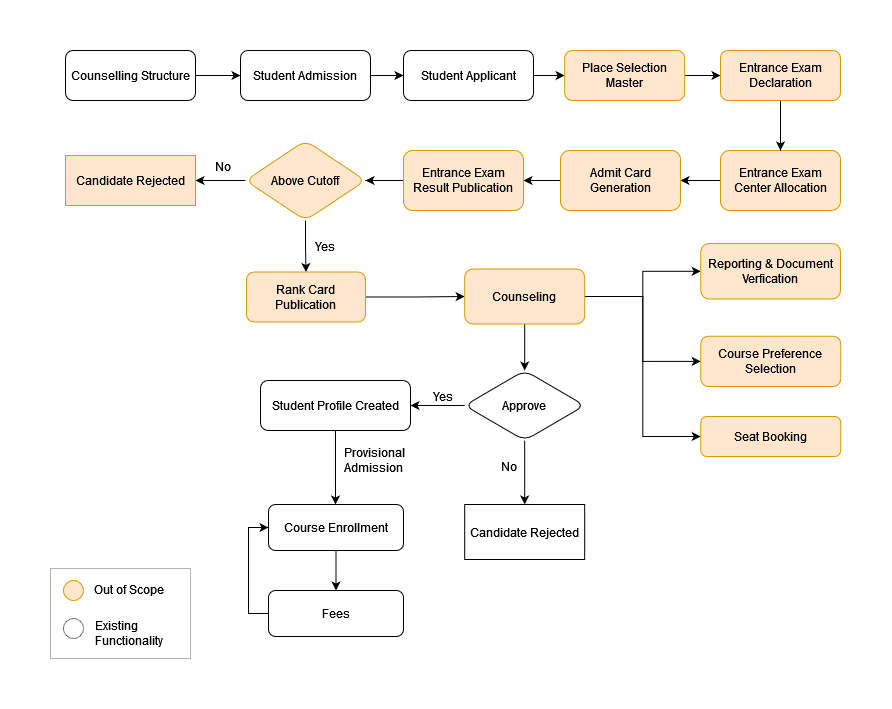 Counselling Structure
Student Admission
Student Applicant
Place Selection
Master
Entrance Exam
Declaration
Candidate Rejected
No
Above Cutoff
Entrance Exam
Result Publication
Admit Card
Generation
Entrance Exam
Center Allocation
Yes
Rank Card
Publication
Counseling
Reporting & Document
Verfication
Course Preference
Selection
Seat Booking
Student Profile Created
Yes
Approve
Provisional
Admission
No
Course Enrollment
Candidate Rejected
Fees
Out of Scope
Existing
Functionality